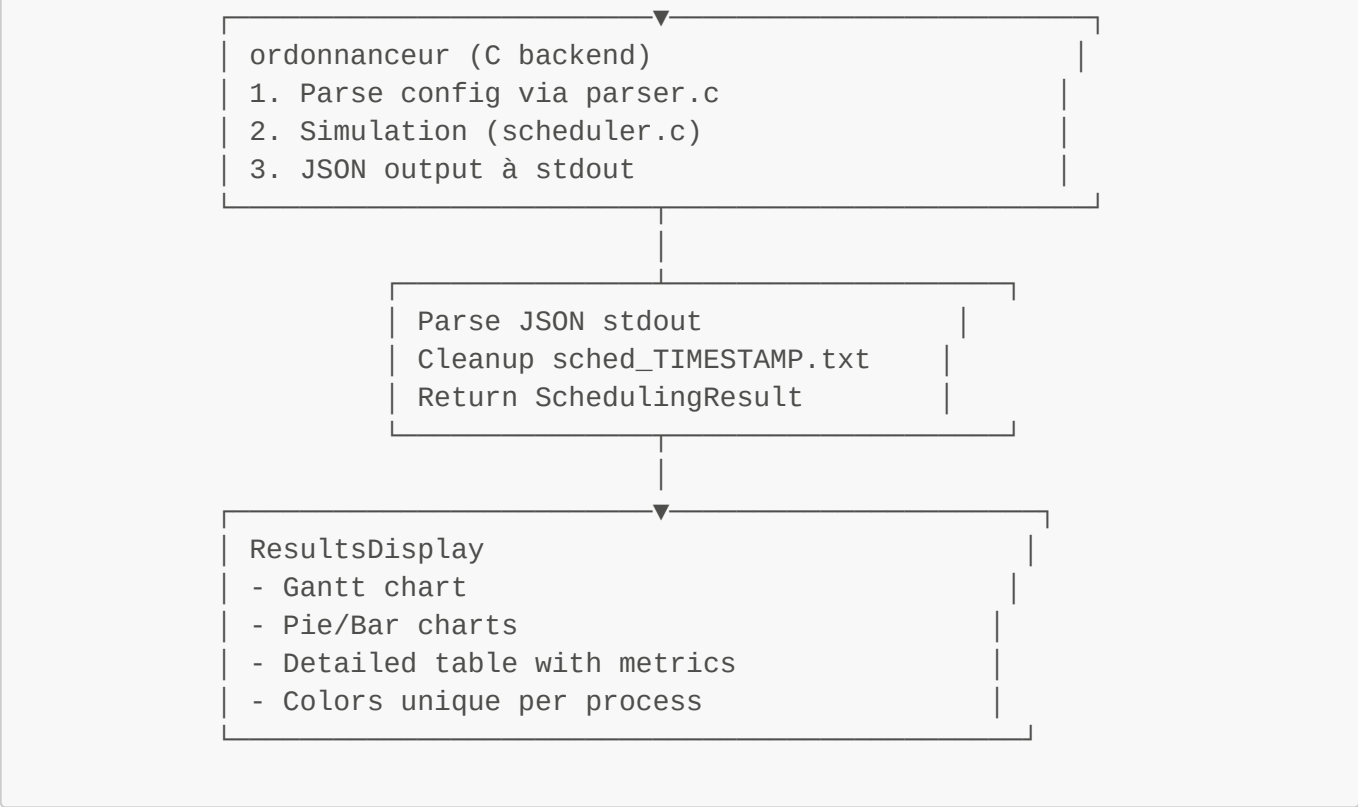 ordonnanceur (C backend)
1. Parse config via parser.c
2. Simulation (scheduler.c)
3. JSON output à stdout
Parse JSON stdout
Cleanup sched_TIMESTAMP.txt
Return SchedulingResult
ResultsDisplay
- Gantt chart
- Pie/Bar charts
- Detailed table with metrics
- Colors unique per process